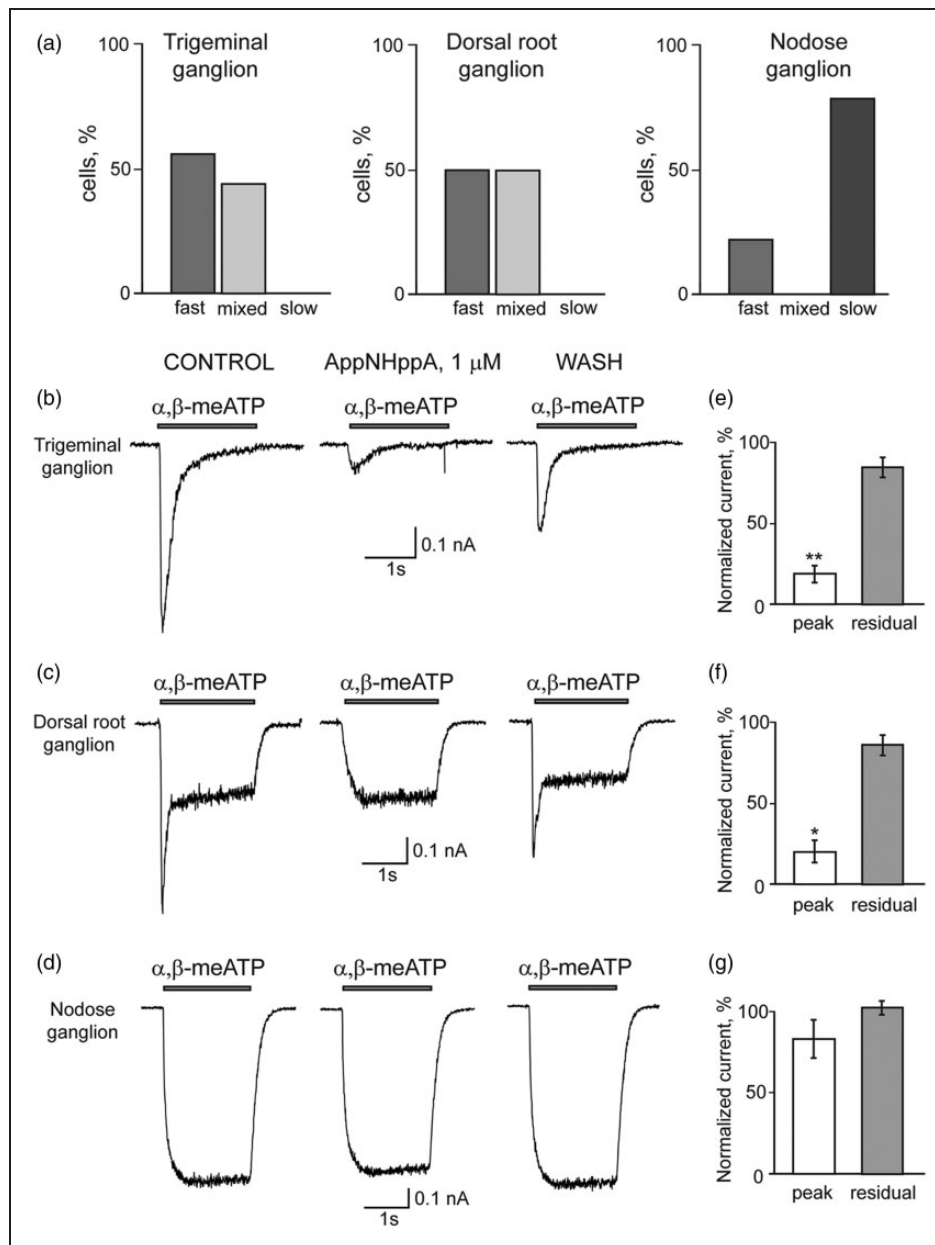 (a)
Trigeminal
ganglion
100
50
0
cells, %
fast mixed slow
Dorsal root
ganglion
100
50
0
cells, %
fast mixed slow
Nodose
ganglion
100
50
0
cells, %
fast mixed slow
CONTROL AppNHppA, 1 μM WASH
(b)
α,β-meATP α,β-meATP α,β-meATP
Trigeminal
ganglion
0.1 nA
1s
(e)
100
50
0
Normalized current, %
**
peak residual
(c)
α,β-meATP α,β-meATP α,β-meATP
Dorsal root
ganglion
0.1 nA
1s
(f)
100
50
0
Normalized current, %
*
peak residual
(d)
α,β-meATP α,β-meATP α,β-meATP
Nodose
ganglion
0.1 nA
1s
(g)
100
50
0
Normalized current, %
peak residual